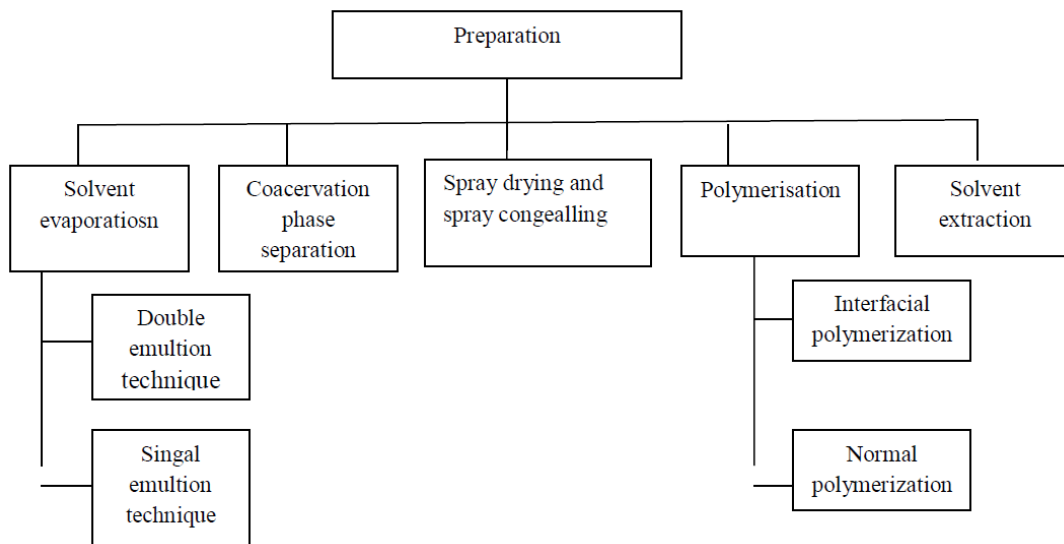 Preparation
Solvent
evaporatiosn
Coacervation
phase
separation
Spray drying and
spray congealling
Polymerisation
Solvent
extraction
Double
emultion
technique
Interfacial
polymerization
Singal
emultion
technique
Normal
polymerization